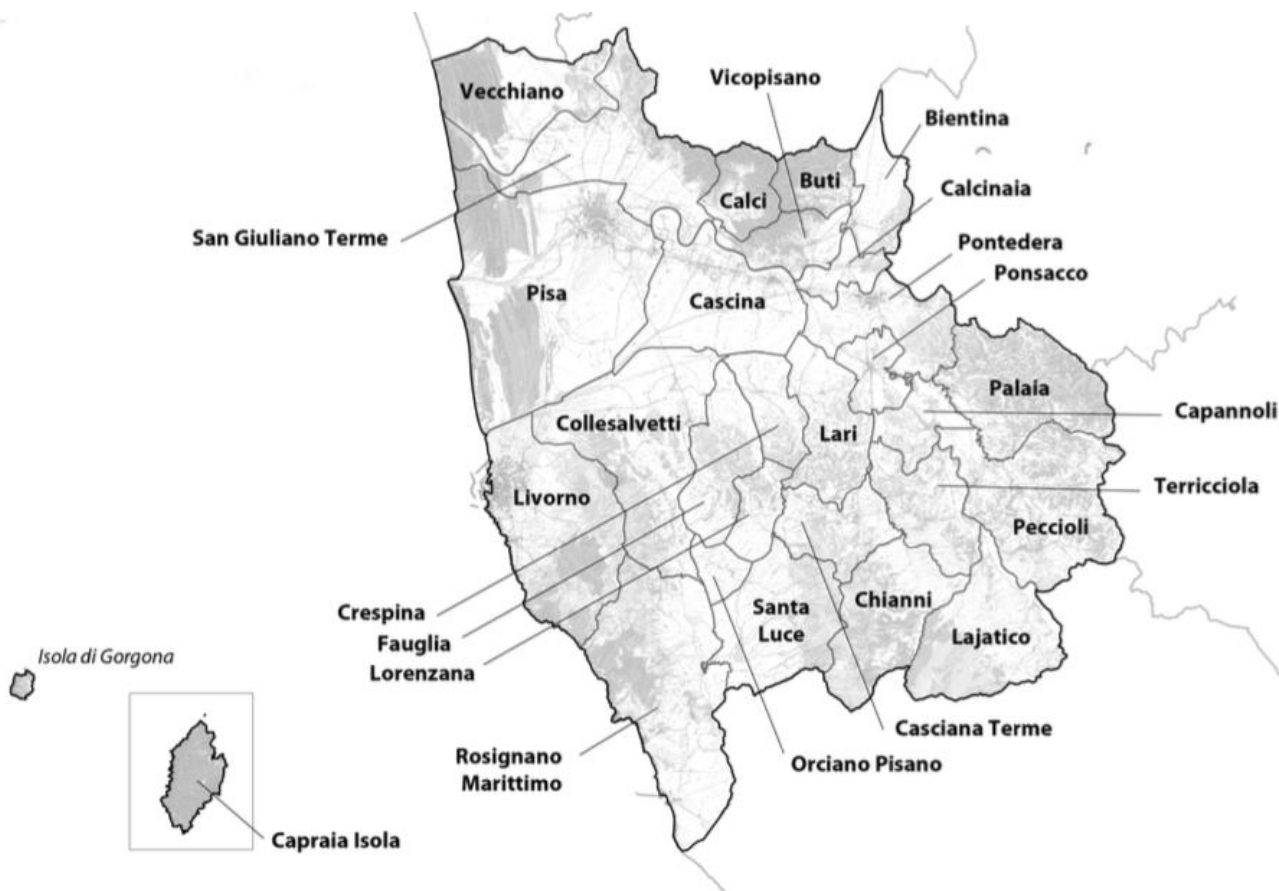 Vicopisano
Vecchiano
Bientina
Buti
Calcinaia
Calci
San Giuliano Terme
Pontedera
Ponsacco
Pisa
Cascina
Palaia
Capannoli
Collesalvetti
Lari
Terricciola
Livorno
Peccioli
Crespina
Chianni
Santa
Luce
Fauglia
Lajatico
Lorenzana
Isola di Gorgona
Casciana Terme
Rosignano
Marittimo
Orciano Pisano
Capraia Isola